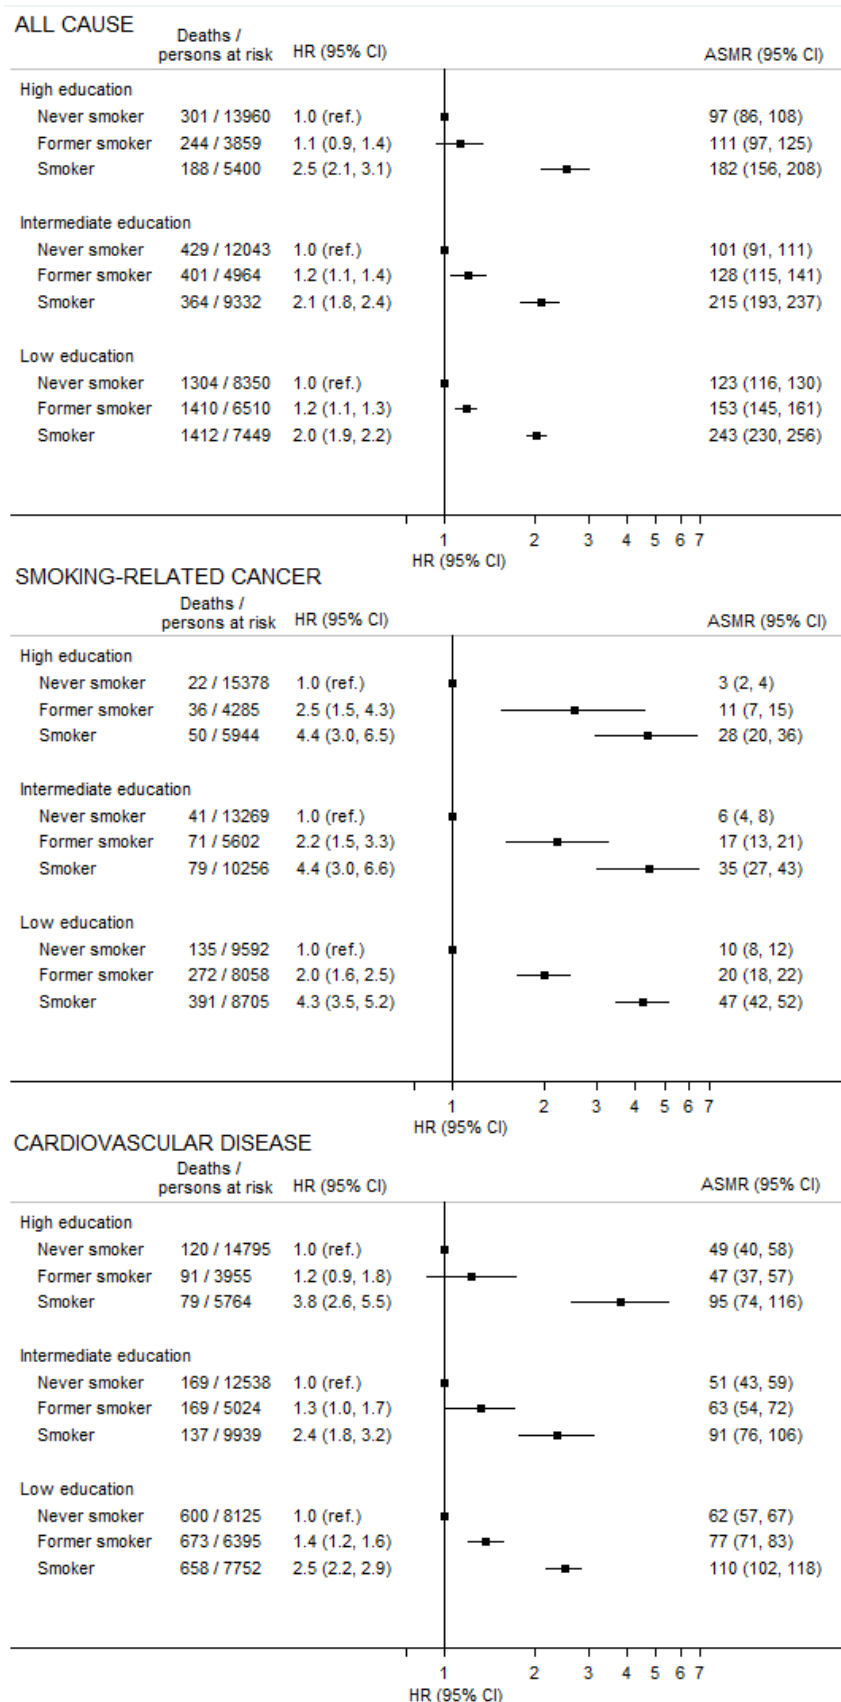 ALL CAUSE
Deaths /
persons at risk HR (95% CI) ASMR (95% CI)
High education
Never smoker 301 / 13960 1.0 (ref.) 97 (86, 108)
Former smoker 244 / 3859 1.1 (0.9, 1.4) 111 (97, 125)
Smoker 188 / 5400 2.5 (2.1, 3.1) 182 (156, 208)
Intermediate education
Never smoker 429 / 12043 1.0 (ref.) 101 (91, 111)
Former smoker 401 / 4964 1.2 (1.1, 1.4) 128 (115, 141)
Smoker 364 / 9332 2.1 (1.8, 2.4) 215 (193, 237)
Low education
Never smoker 1304 / 8350 1.0 (ref.) 123 (116, 130)
Former smoker 1410 / 6510 1.2 (1.1, 1.3) 153 (145, 161)
Smoker 1412 / 7449 2.0 (1.9, 2.2) 243 (230, 256)
1 2 3 4 5 6 7
HR (95% CI)
SMOKING-RELATED CANCER
Deaths /
persons at risk HR (95% CI) ASMR (95% CI)
High education
Never smoker 22 / 15378 1.0 (ref.) 3 (2, 4)
Former smoker 36 / 4285 2.5 (1.5, 4.3) 11 (7, 15)
Smoker 50 / 5944 4.4 (3.0, 6.5) 28 (20, 36)
Intermediate education
Never smoker 41 / 13269 1.0 (ref.) 6 (4, 8)
Former smoker 71 / 5602 2.2 (1.5, 3.3) 17 (13, 21)
Smoker 79 / 10256 4.4 (3.0, 6.6) 35 (27, 43)
Low education
Never smoker 135 / 9592 1.0 (ref.) 10 (8, 12)
Former smoker 272 / 8058 2.0 (1.6, 2.5) 20 (18, 22)
Smoker 391 / 8705 4.3 (3.5, 5.2) 47 (42, 52)
1 2 3 4 5 6 7
HR (95% CI)
CARDIOVASCULAR DISEASE
Deaths /
persons at risk HR (95% CI) ASMR (95% CI)
High education
Never smoker 120 / 14795 1.0 (ref.) 49 (40, 58)
Former smoker 91 / 3955 1.2 (0.9, 1.8) 47 (37, 57)
Smoker 79 / 5764 3.8 (2.6, 5.5) 95 (74, 116)
Intermediate education
Never smoker 169 / 12538 1.0 (ref.) 51 (43, 59)
Former smoker 169 / 5024 1.3 (1.0, 1.7) 63 (54, 72)
Smoker 137 / 9939 2.4 (1.8, 3.2) 91 (76, 106)
Low education
Never smoker 600 / 8125 1.0 (ref.) 62 (57, 67)
Former smoker 673 / 6395 1.4 (1.2, 1.6) 77 (71, 83)
Smoker 658 / 7752 2.5 (2.2, 2.9) 110 (102, 118)
1 2 3 4 5 6 7
HR (95% CI)